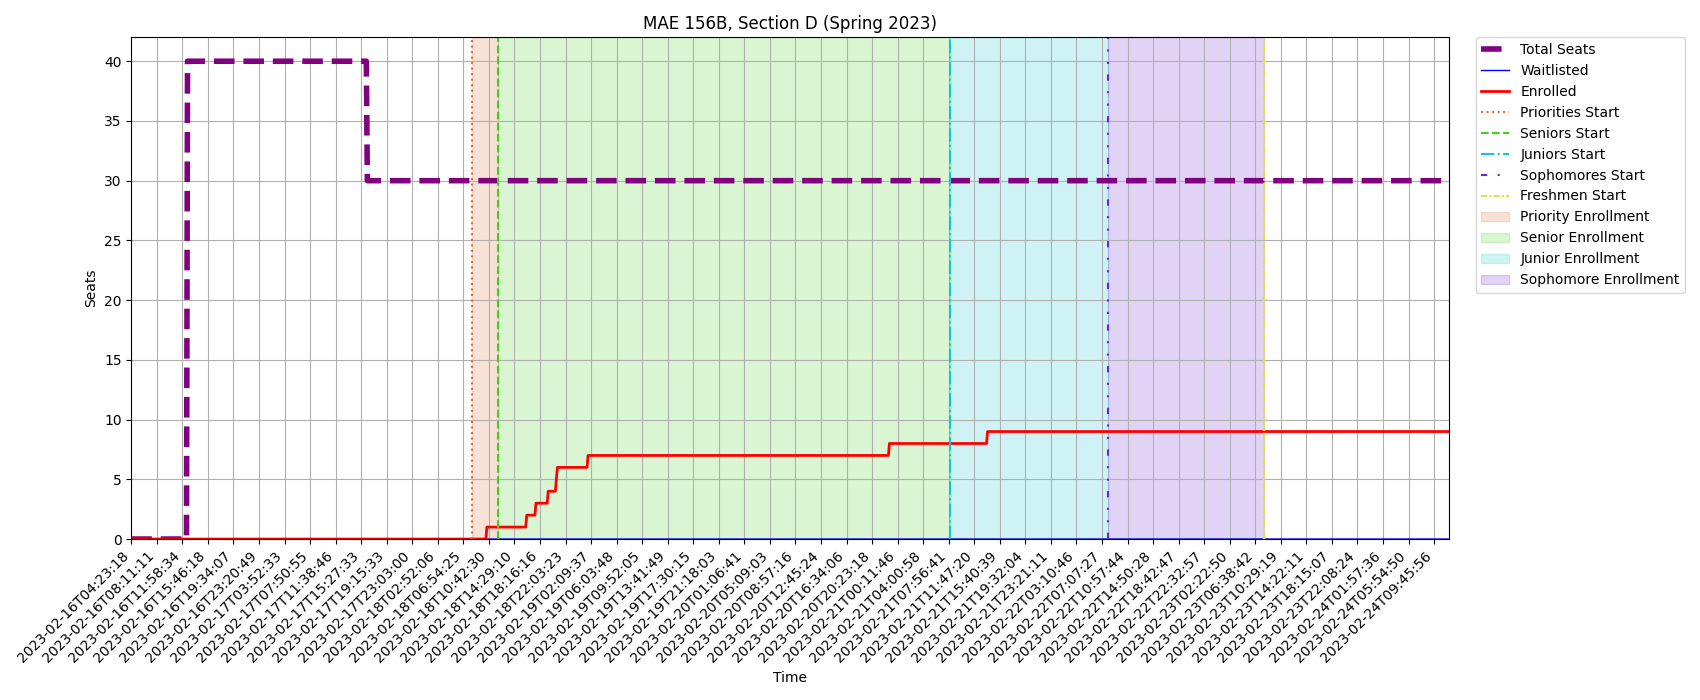 MAE 156B, Section D (Spring 2023)
40
35
30
25
20
15
10
5
0
Seats
2023-02-16T04:23:18
2023-02-16T08:11:11
2023-02-16T11:58:34
2023-02-16T15:46:18
2023-02-16T19:34:07
2023-02-16T23:20:49
2023-02-17T03:52:33
2023-02-17T07:50:55
2023-02-17T11:38:46
2023-02-17T15:27:33
2023-02-17T19:15:33
2023-02-17T23:03:00
2023-02-18T02:52:06
2023-02-18T06:54:25
2023-02-18T10:42:30
2023-02-18T14:29:10
2023-02-18T18:16:19
2023-02-18T22:03:23
2023-02-19T02:09:37
2023-02-19T06:03:48
2023-02-19T09:52:05
2023-02-19T13:41:49
2023-02-19T17:30:15
2023-02-19T21:18:03
2023-02-20T01:06:41
2023-02-20T05:09:03
2023-02-20T08:57:16
2023-02-20T12:45:24
2023-02-20T16:34:06
2023-02-20T20:23:18
2023-02-21T00:11:46
2023-02-21T04:00:58
2023-02-21T07:56:41
2023-02-21T11:47:20
2023-02-21T15:40:39
2023-02-21T19:32:04
2023-02-21T23:21:11
2023-02-22T03:10:46
2023-02-22T07:07:27
2023-02-22T10:57:44
2023-02-22T14:50:28
2023-02-22T18:42:47
2023-02-22T22:32:57
2023-02-23T02:22:50
2023-02-23T06:38:42
2023-02-23T10:29:19
2023-02-23T14:22:11
2023-02-23T18:15:07
2023-02-23T22:08:24
2023-02-24T01:57:36
2023-02-24T05:54:50
2023-02-24T09:45:56
Time
Total Seats
Waitlisted
Enrolled
Priorities Start
Seniors Start
Juniors Start
Sophomores Start
Freshmen Start
Priority Enrollment
Senior Enrollment
Junior Enrollment
Sophomore Enrollment